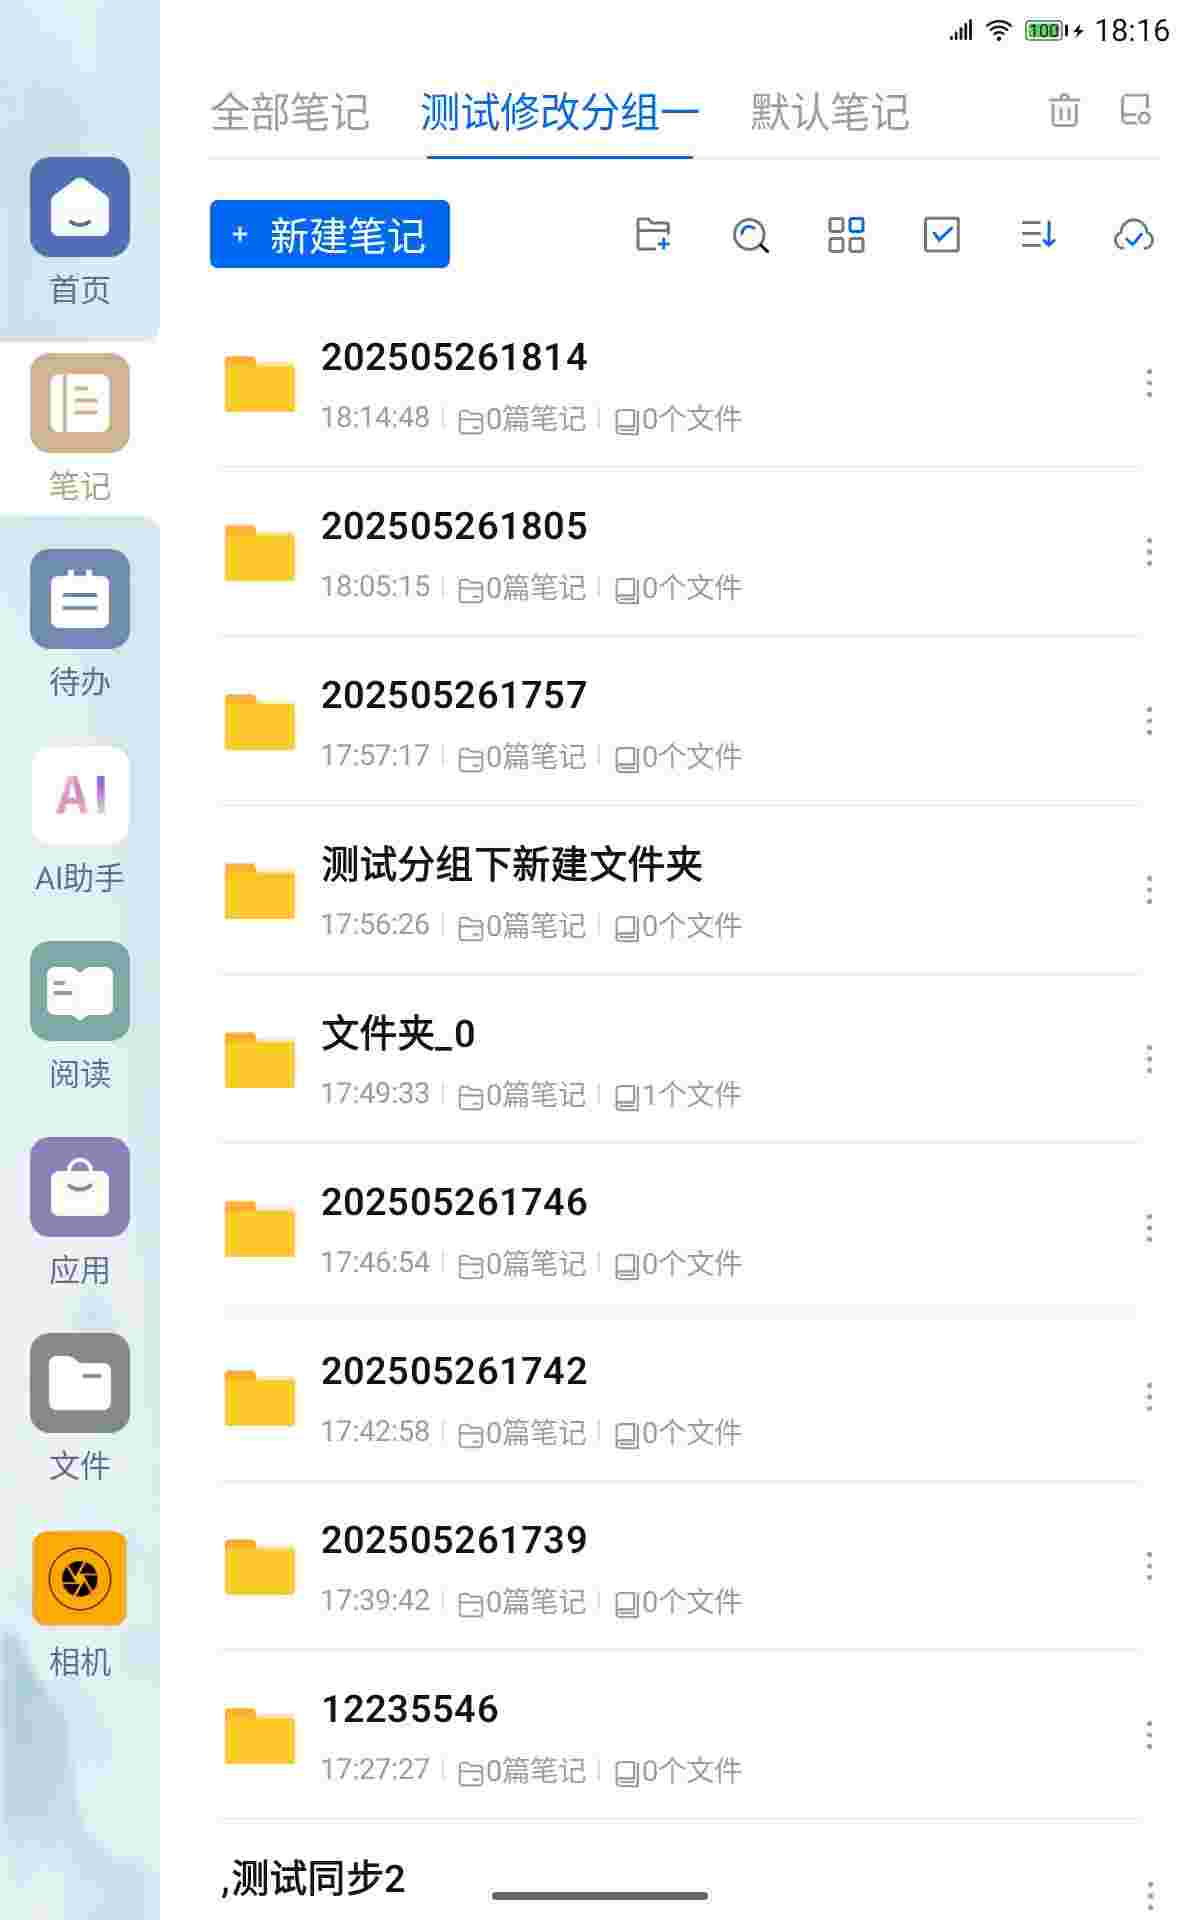 100 18:16
全部笔记 测试修改分组一 默认笔记
+ 新建笔记
首页
笔记
待办
AI
AI助手
阅读
应用
文件
相机
202505261814
18:14:48 0篇笔记 0个文件
202505261805
18:05:15 0篇笔记 0个文件
202505261757
17:57:17 0篇笔记 0个文件
测试分组下新建文件夹
17:56:26 0篇笔记 0个文件
文件夹_0
17:49:33 0篇笔记 1个文件
202505261746
17:46:54 0篇笔记 0个文件
202505261742
17:42:58 0篇笔记 0个文件
202505261739
17:39:42 0篇笔记 0个文件
12235546
17:27:27 0篇笔记 0个文件
,测试同步2